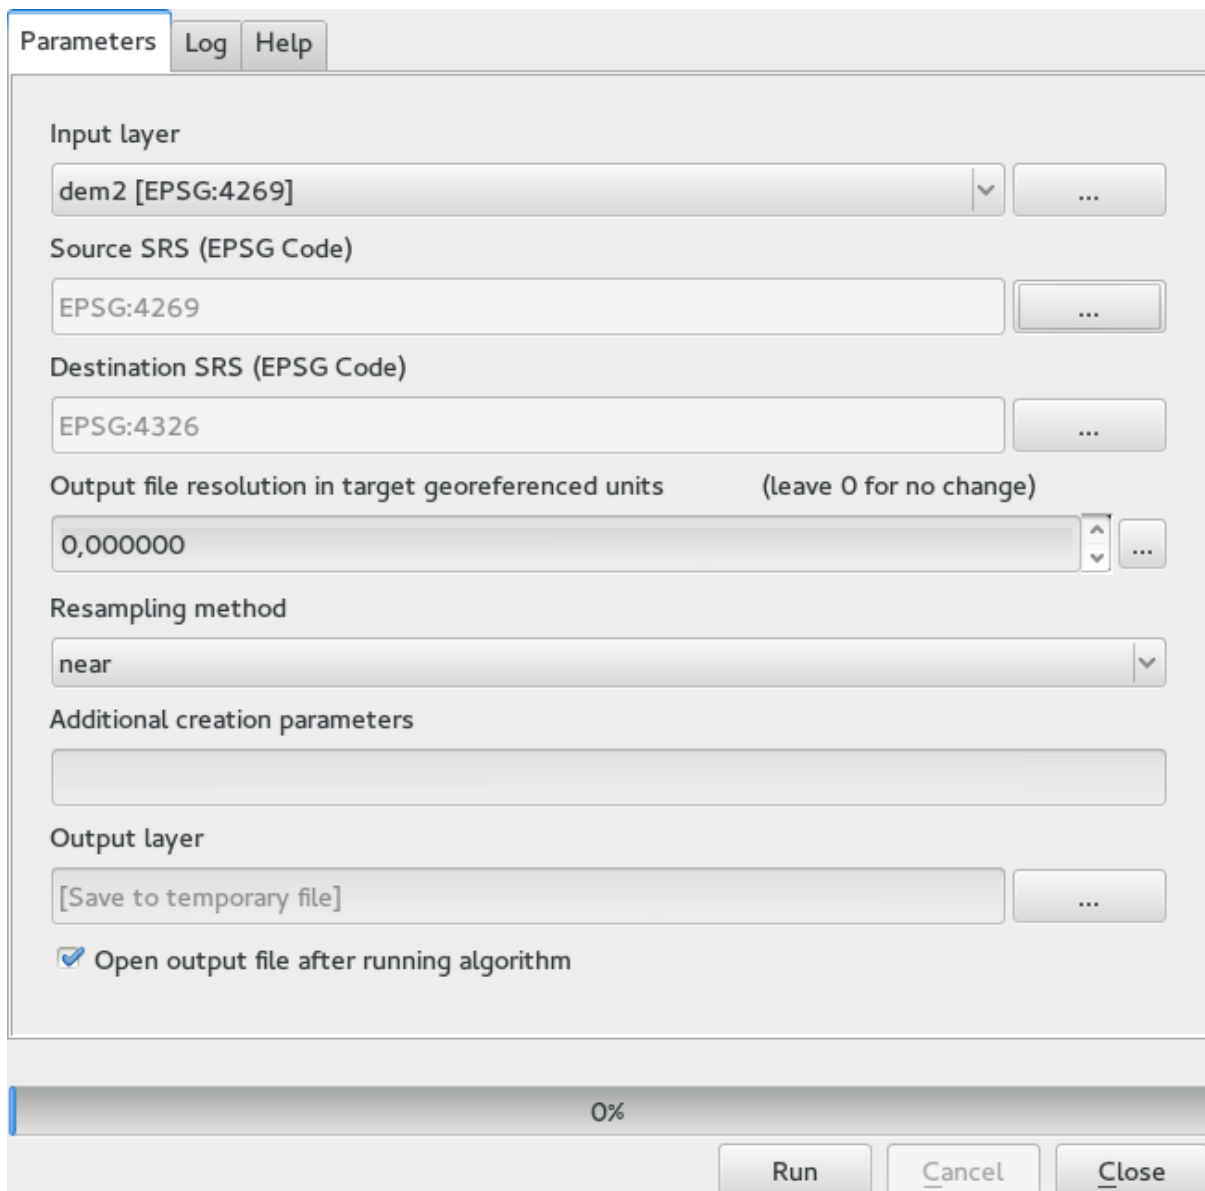 Parameters Log Help
Input layer
dem2 [EPSG:4269]
...
Source SRS (EPSG Code)
EPSG:4269
...
Destination SRS (EPSG Code)
EPSG:4326
...
Output file resolution in target georeferenced units (leave 0 for no change)
0,000000
...
Resampling method
near
Additional creation parameters
Output layer
[Save to temporary file]
...
Open output file after running algorithm
0%
Run Cancel Close